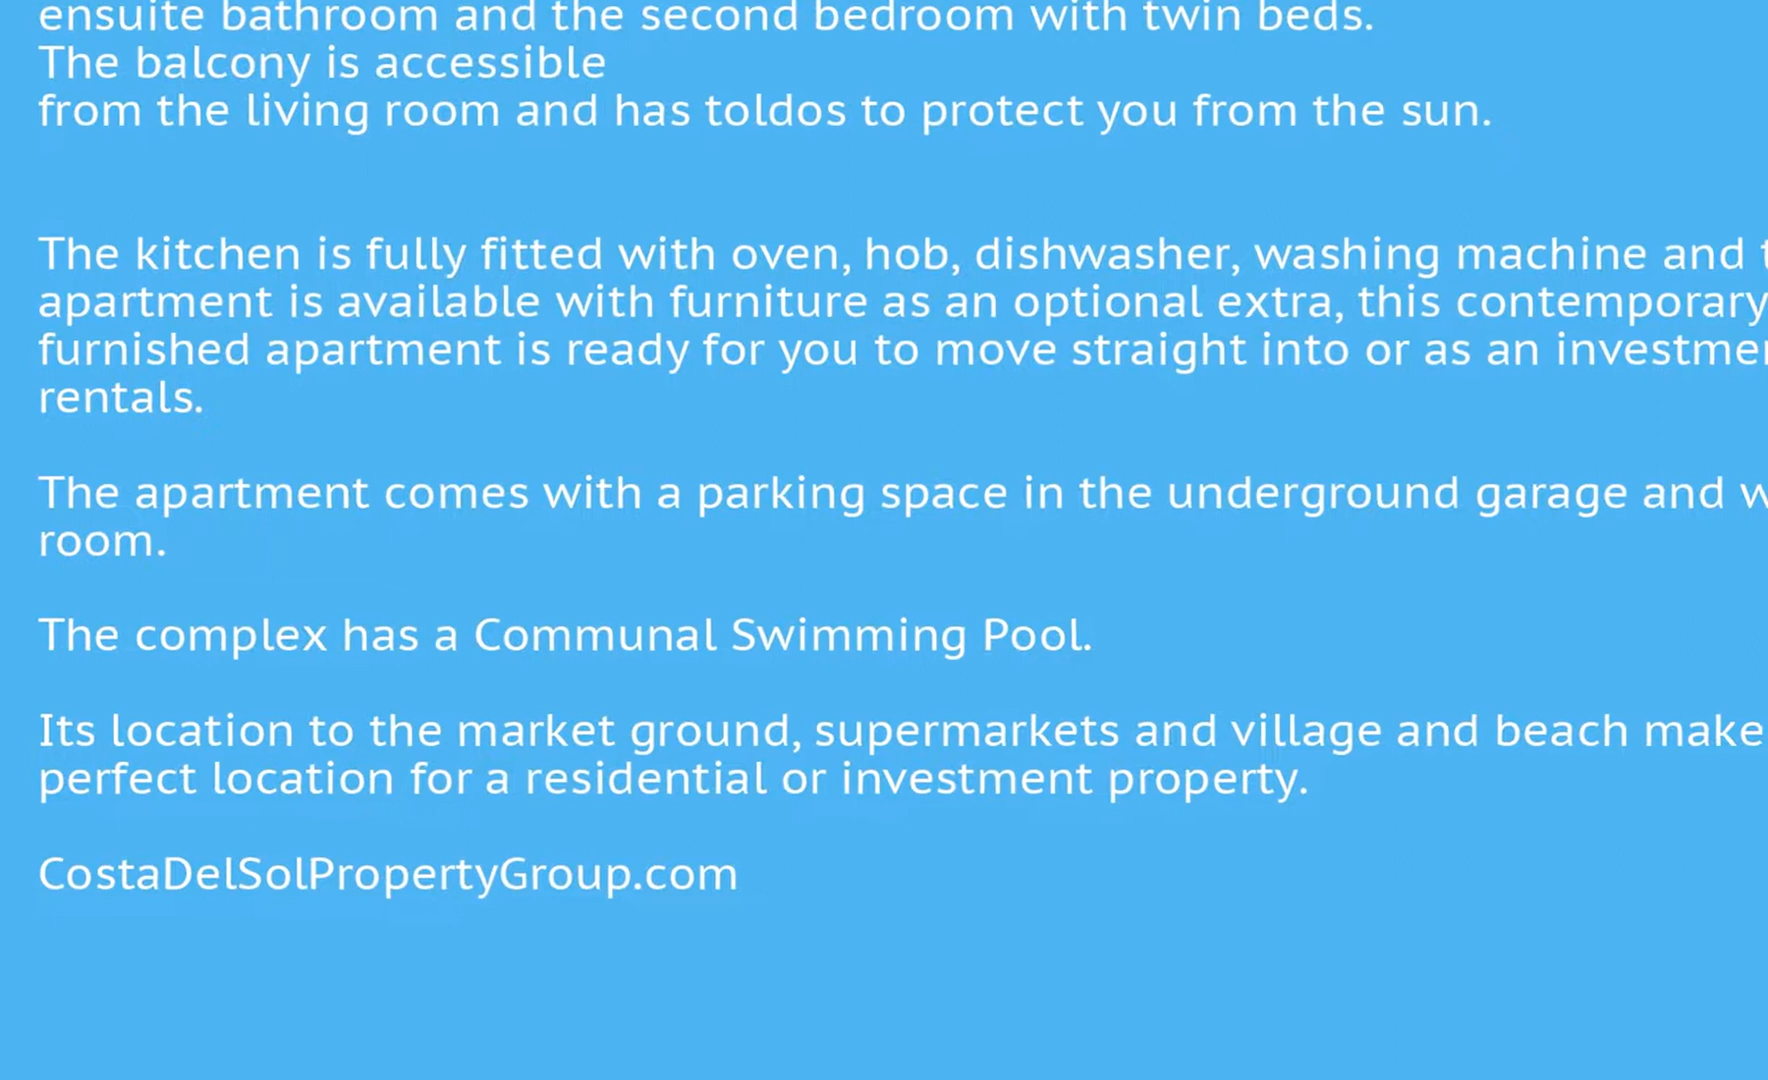 ensuite bathroom and the second bedroom with twin beds.
The balcony is accessible
from the living room and has toldos to protect you from the sun.
The kitchen is fully fitted with oven, hob, dishwasher, washing machine and
apartment is available with furniture as an optional extra, this contemporary
furnished apartment is ready for you to move straight into or as an
rentals.
The apartment comes with a parking space in the underground garage and
room.
The complex has a Communal Swimming Pool.
Its location to the market ground, supermarkets and village and beach make
perfect location for a residential or investment property.
CostaDelSolPropertyGroup.com